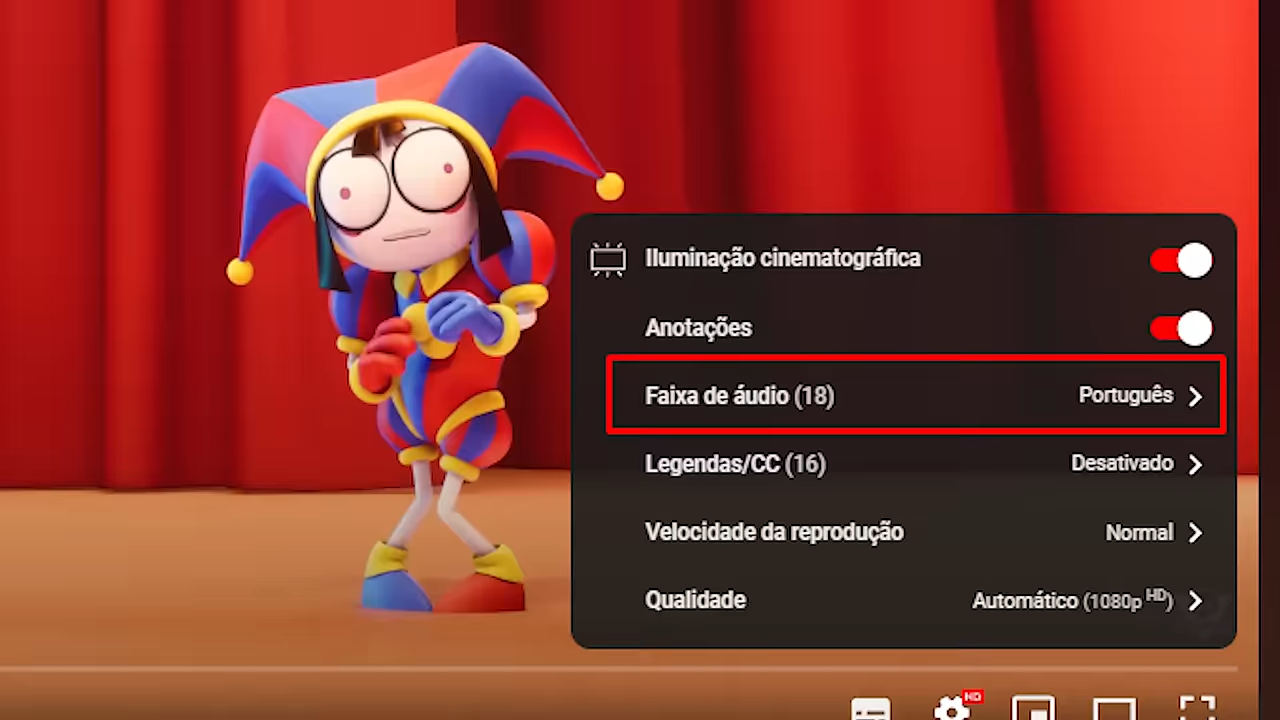 Iluminação cinematográfica
Anotações
Faixa de áudio (18) Português
Legendas/CC (16) Desativado
Velocidade da reprodução Normal
Qualidade Automático (1080p HD)
HD